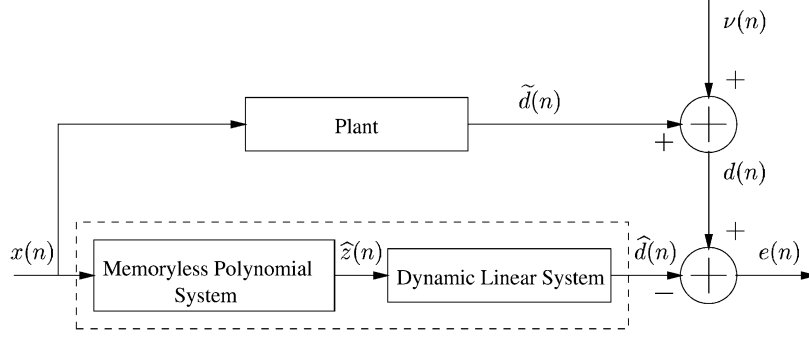 ν(n)
+
d̃(n)
Plant
+
d(n)
+
x(n)
ẑ(n)
d̂(n)
e(n)
Memoryless Polynomial
System
Dynamic Linear System
−